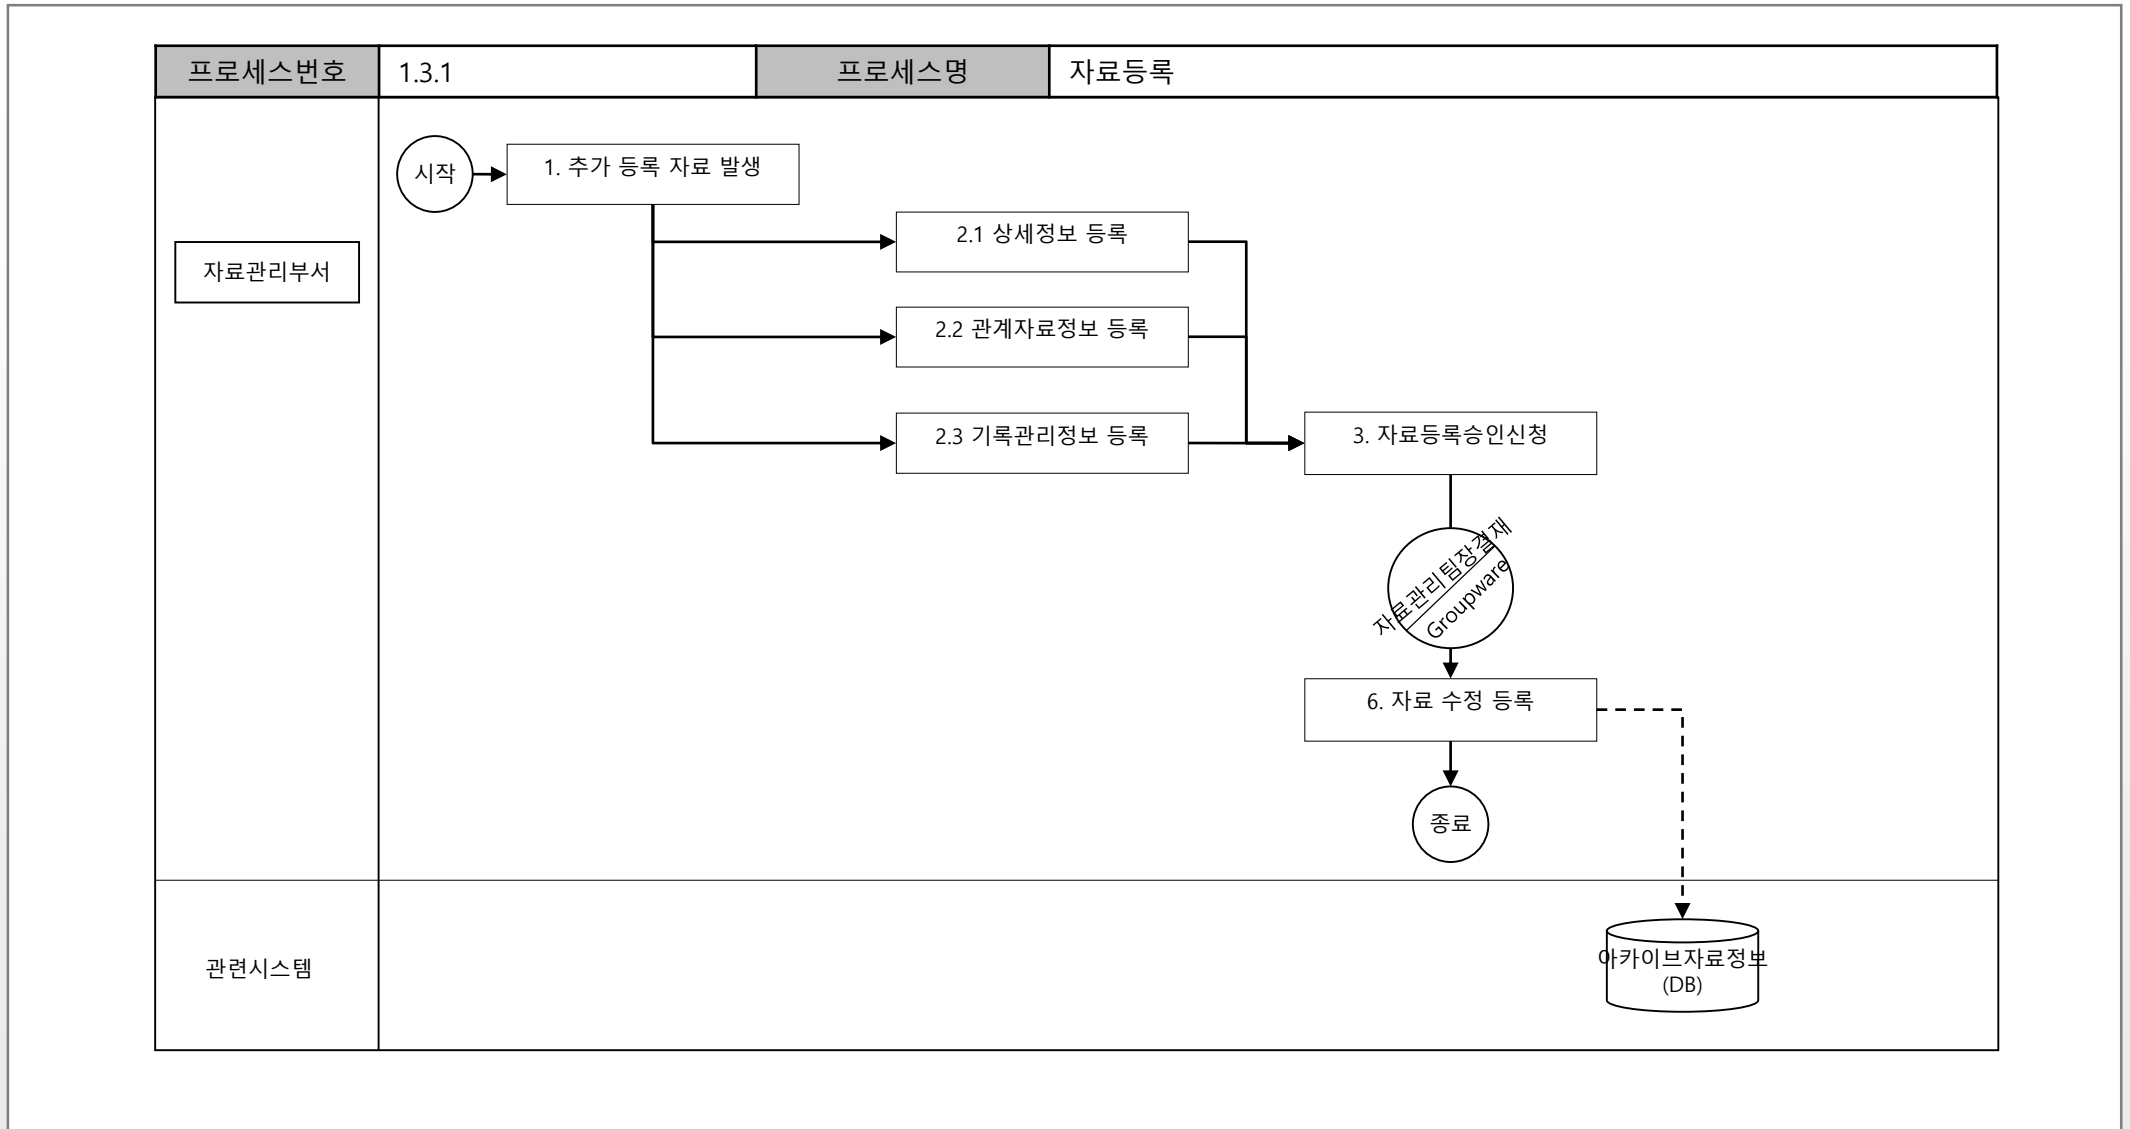 프로세스번호
1.3.1
프로세스명
자료등록
시작
1. 추가 등록 자료 발생
2.1 상세정보 등록
자료관리부서
2.2 관계자료정보 등록
2.3 기록관리정보 등록
3. 자료등록승인신청
자료관리팀장결재
Groupware
6. 자료 수정 등록
종료
관련시스템
아카이브자료정보
(DB)